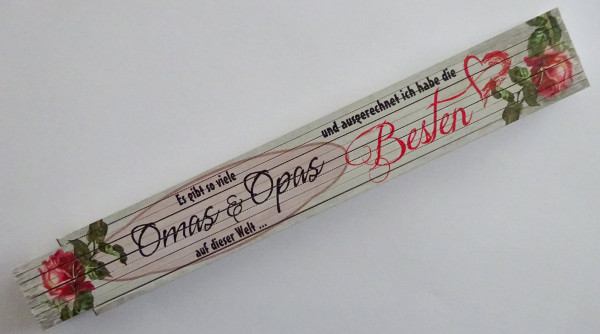 Es gibt so viele
Omas & Opas
auf dieser Welt ...
und ausgerechnet ich habe die
Besten